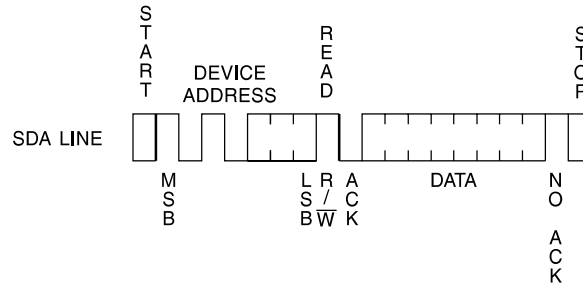 START
DEVICE
ADDRESS
READ
STOP
SDA LINE
MSB
LSB
R/W
ACK
DATA
NO ACK